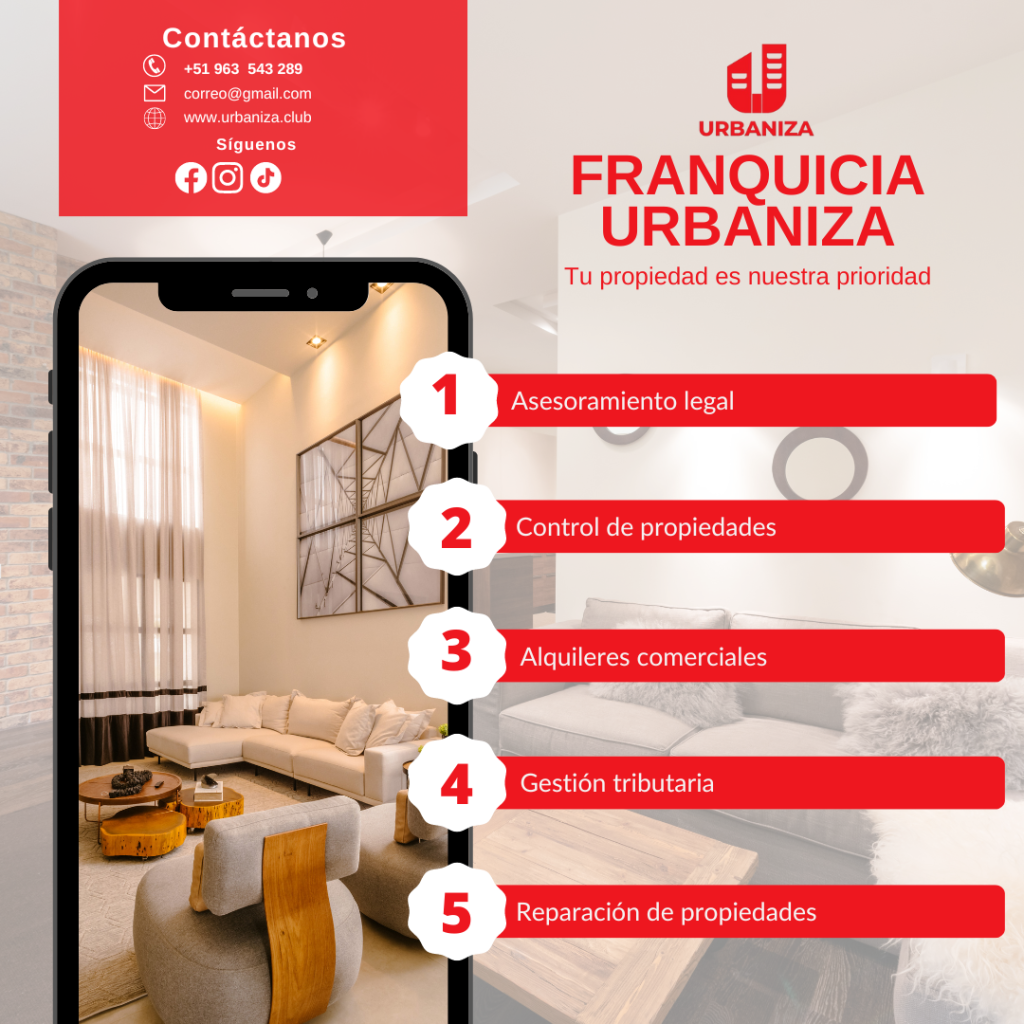 Contáctanos
+51 963 543 289
correo@gmail.com
www.urbaniza.club
Síguenos
URBANIZA
FRANQUICIA
URBANIZA
Tu propiedad es nuestra prioridad
1 Asesoramiento legal
2 Control de propiedades
3 Alquileres comerciales
4 Gestión tributaria
5 Reparación de propiedades